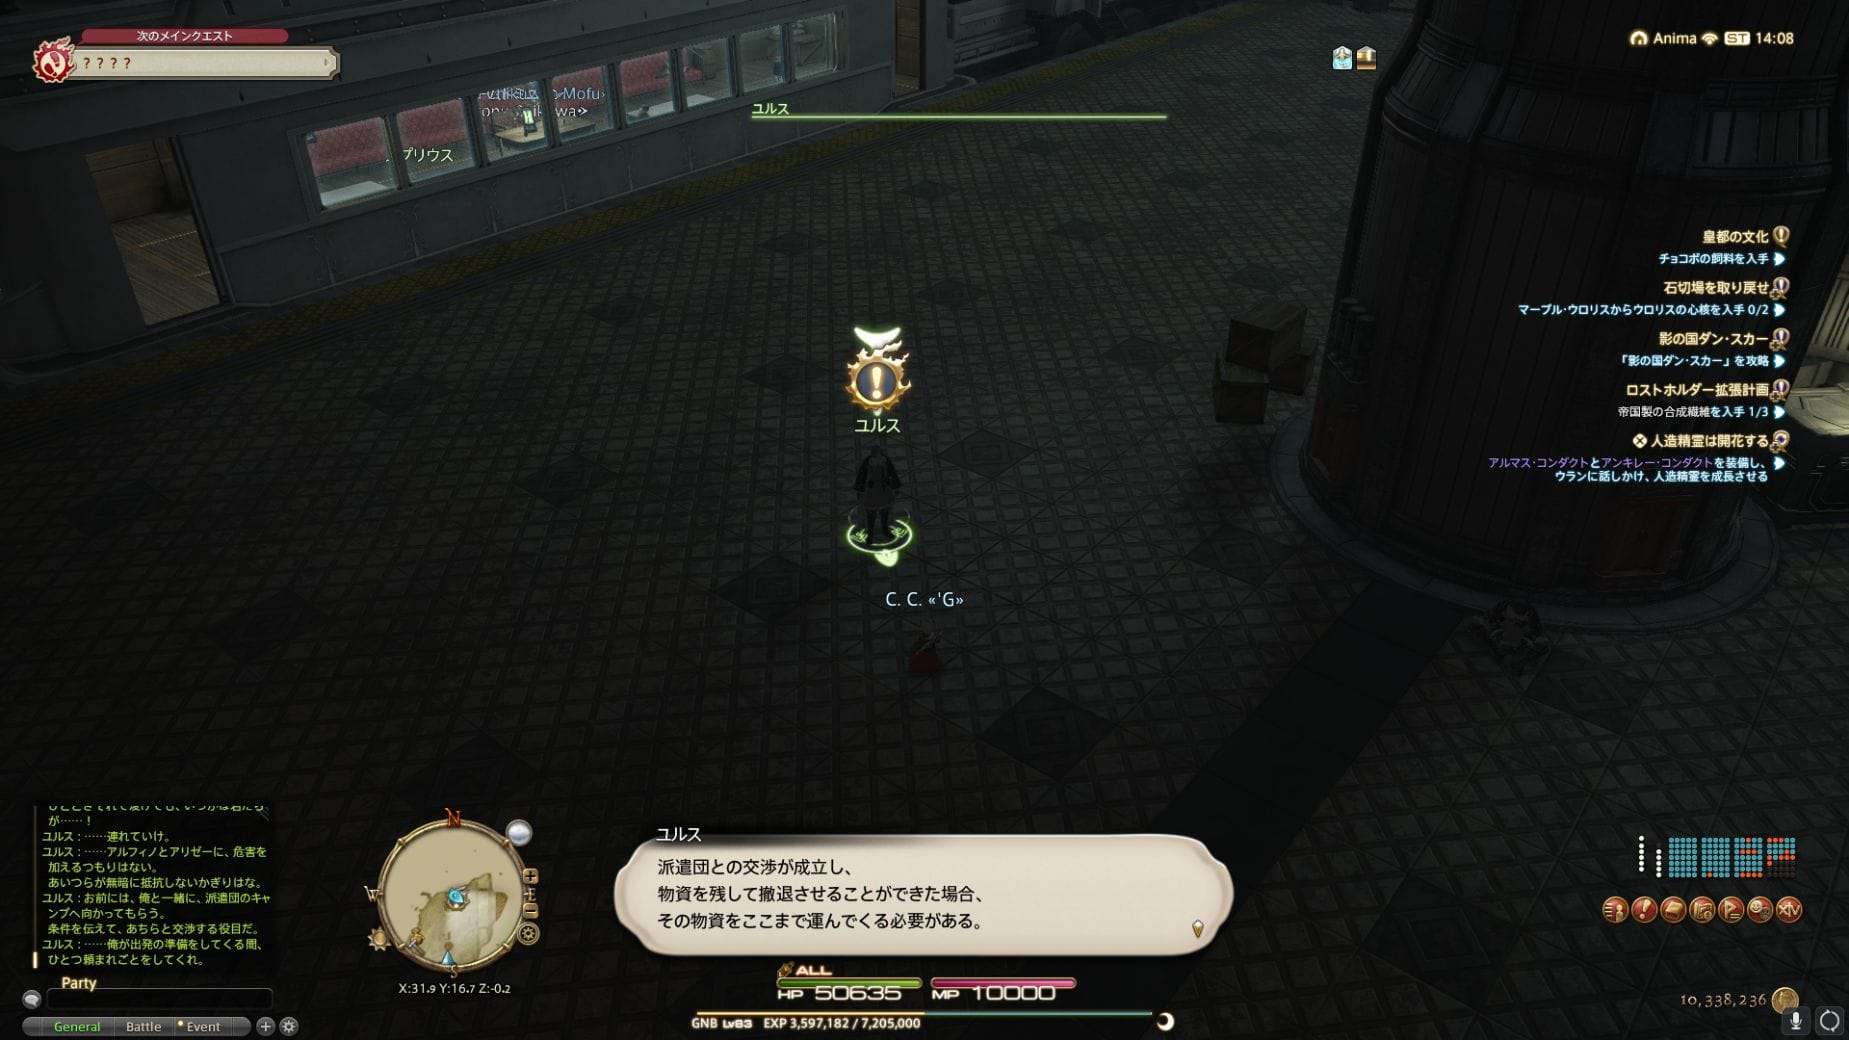 次のメインクエスト
????
Anima ST 14:08
ユルス
Mofu
プリウス
皇都の文化
チョコボの飼料を入手
石切場を取り戻せ
マーブル・ウロリスからウロリスの心核を入手 0/2
影の国ダン・スカー
「影の国ダン・スカー」を攻略
ロストホルダー拡張計画
帝国製の合成繊維を入手 1/3
人造精霊は開花する
アルマス・コンダクトとアンキレー・コンダクトを装備し、
ウランに話しかけ、人造精霊を成長させる
ユルス
C. C. «'G»
が……！
ユルス：……連れていけ。
ユルス：……アルフィノとアリゼーに、危害を
加えるつもりはない。
あいつらが無暗に抵抗しないかぎりはな。
ユルス：お前には、俺と一緒に、派遣団のキャ
ンプへ向かってもらう。
条件を伝えて、あちらと交渉する役目だ。
ユルス：……俺が出発の準備をしてくる間、
ひとつ頼まれごとをしてくれ。
Party
General Battle Event
N
W
E
S
X:31.9 Y:16.7 Z:-0.2
ユルス
派遣団との交渉が成立し、
物資を残して撤退させることができた場合、
その物資をここまで運んでくる必要がある。
ALL
HP 50635 MP 10000
GNB Lv83 EXP 3,597,182 / 7,205,000
XIV
10,338,236